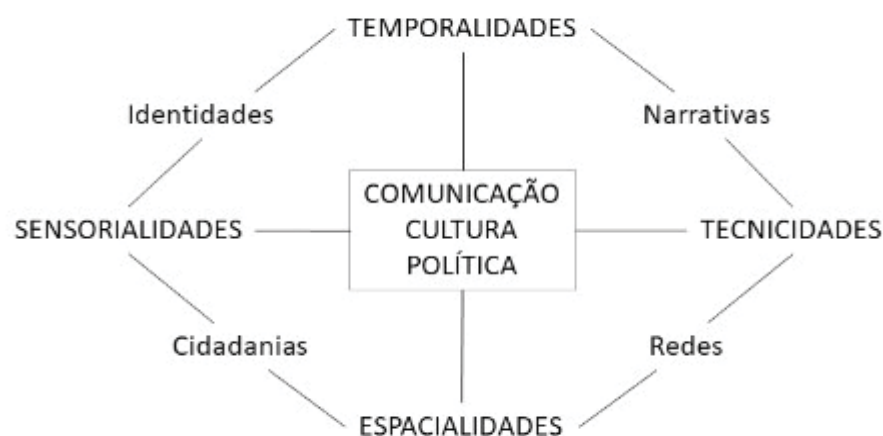 TEMPORALIDADES
Identidades
Narrativas
COMUNICAÇÃO
CULTURA
POLÍTICA
SENSORIALIDADES
TECNICIDADES
Cidadanias
Redes
ESPACIALIDADES